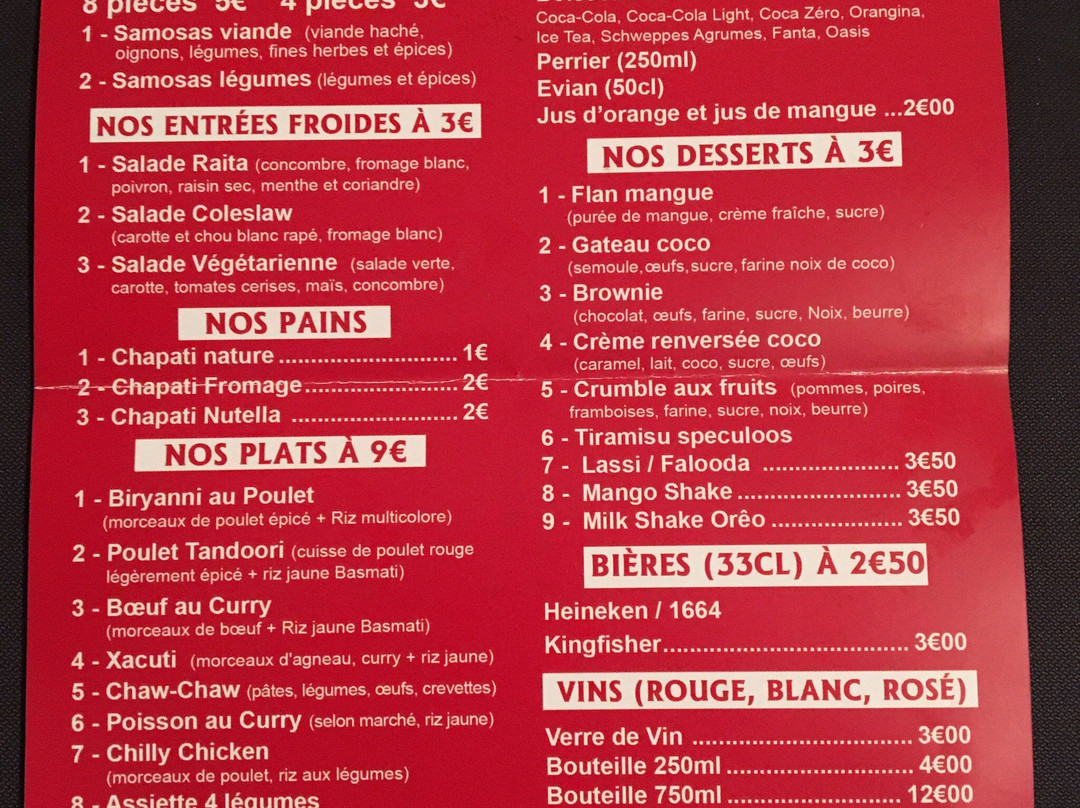 8 pièces 5€ 4 pièces 3€
1 - Samosas viande (viande haché,
oignons, légumes, fines herbes et épices)
2 - Samosas légumes (légumes et épices)
NOS ENTRÉES FROIDES À 3€
1 - Salade Raita (concombre, fromage blanc,
poivron, raisin sec, menthe et coriandre)
2 - Salade Coleslaw
(carotte et chou blanc rapé, fromage blanc)
3 - Salade Végétarienne (salade verte,
carotte, tomates cerises, maïs, concombre)
NOS PAINS
1 - Chapati nature ............................ 1€
2 - Chapati Fromage........................ 2€
3 - Chapati Nutella .......................... 2€
NOS PLATS À 9€
1 - Biryanni au Poulet
(morceaux de poulet épicé + Riz multicolore)
2 - Poulet Tandoori (cuisse de poulet rouge
légèrement épicé + riz jaune Basmati)
3 - Bœuf au Curry
(morceaux de bœuf + Riz jaune Basmati)
4 - Xacuti (morceaux d'agneau, curry + riz jaune)
5 - Chaw-Chaw (pâtes, légumes, œufs, crevettes)
6 - Poisson au Curry (selon marché, riz jaune)
7 - Chilly Chicken
(morceaux de poulet, riz aux légumes)
8 - Assiette 4 légumes
Coca-Cola, Coca-Cola Light, Coca Zéro, Orangina,
Ice Tea, Schweppes Agrumes, Fanta, Oasis
Perrier (250ml)
Evian (50cl)
Jus d'orange et jus de mangue ...2€00
NOS DESSERTS À 3€
1 - Flan mangue
(purée de mangue, crème fraîche, sucre)
2 - Gateau coco
(semoule, œufs, sucre, farine noix de coco)
3 - Brownie
(chocolat, œufs, farine, sucre, Noix, beurre)
4 - Crème renversée coco
(caramel, lait, coco, sucre, œufs)
5 - Crumble aux fruits (pommes, poires,
framboises, farine, sucre, noix, beurre)
6 - Tiramisu speculoos
7 - Lassi / Falooda ..................... 3€50
8 - Mango Shake ......................... 3€50
9 - Milk Shake Orêo .................... 3€50
BIÈRES (33CL) À 2€50
Heineken / 1664
Kingfisher...................................... 3€00
VINS (ROUGE, BLANC, ROSÉ)
Verre de Vin .................................. 3€00
Bouteille 250ml ............................. 4€00
Bouteille 750ml ........................... 12€00